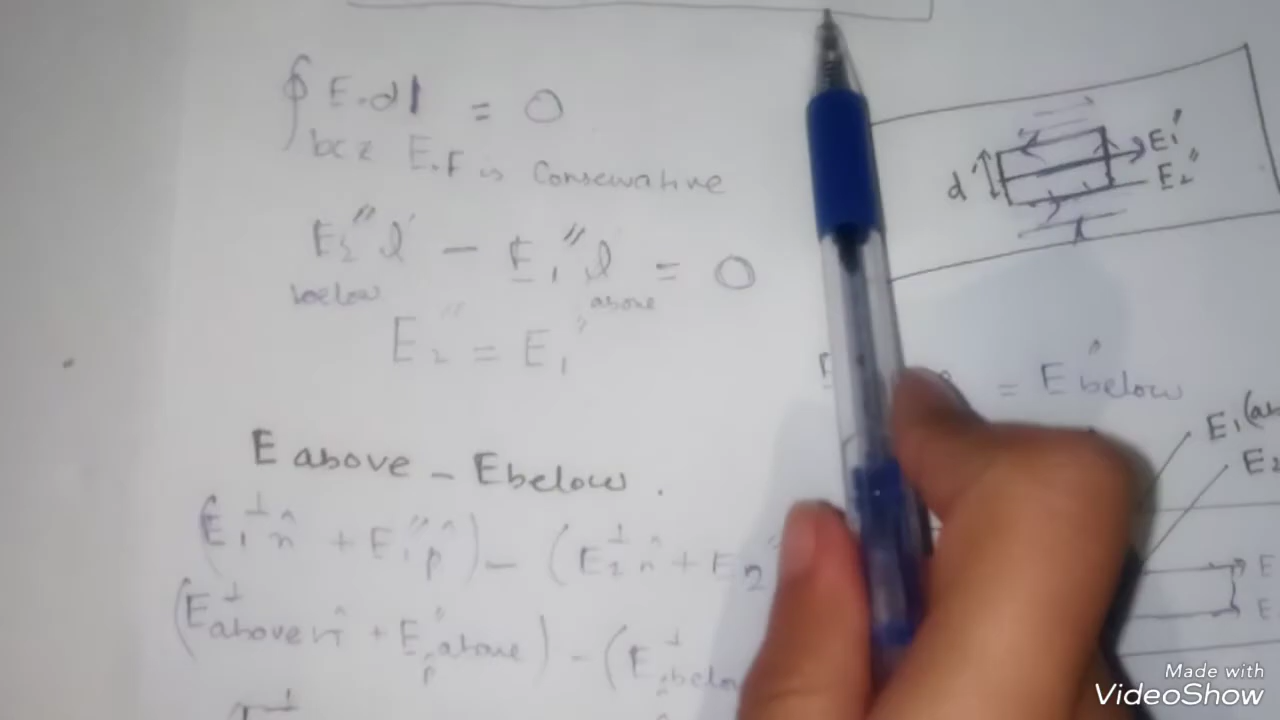 ∮ E.dl = 0
bcz E.F is Conservative
E₂″l − E₁″l = 0
below above
E₂″ = E₁″
E above - E below .
(E₁⊥ n̂ + E₁″ p̂) − (E₂⊥ n̂ + E₂″
(E⊥above n̂ + E″above p̂) − (E⊥below
d
E₁″
E₂″
= E″below
E₁
E₂
E
E
Made with
VideoShow